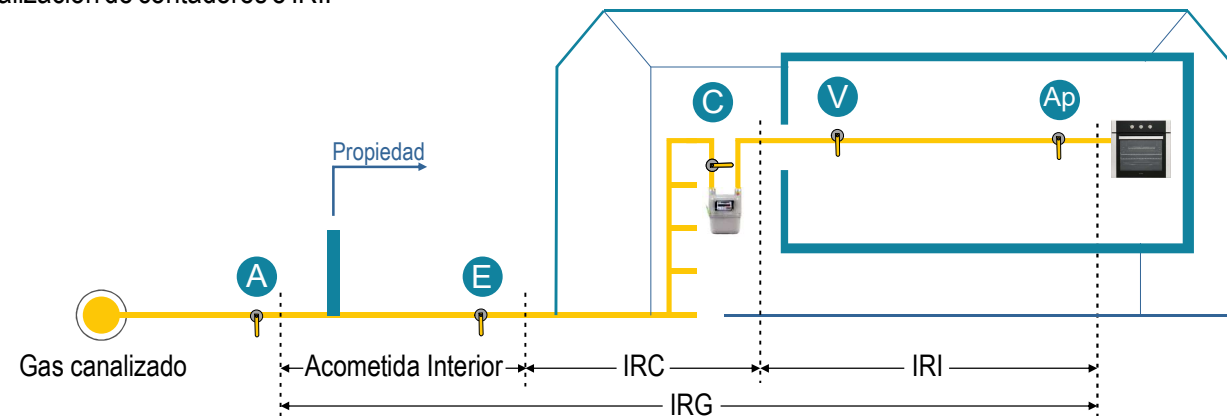 C
V
Ap
Propiedad
A
E
Gas canalizado
Acometida Interior
IRC
IRI
IRG